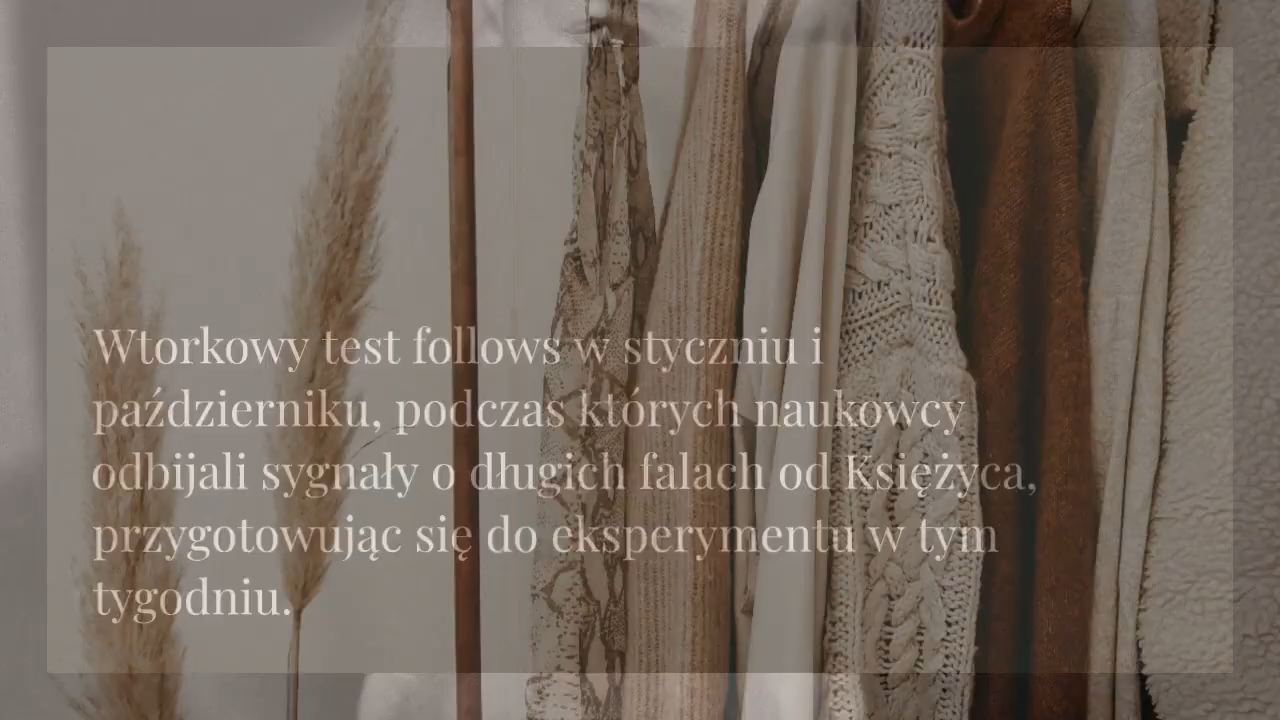 Wtorkowy test follows w styczniu i
październiku, podczas których naukowcy
odbijali sygnały o długich falach od Księżyca,
przygotowując się do eksperymentu w tym
tygodniu.